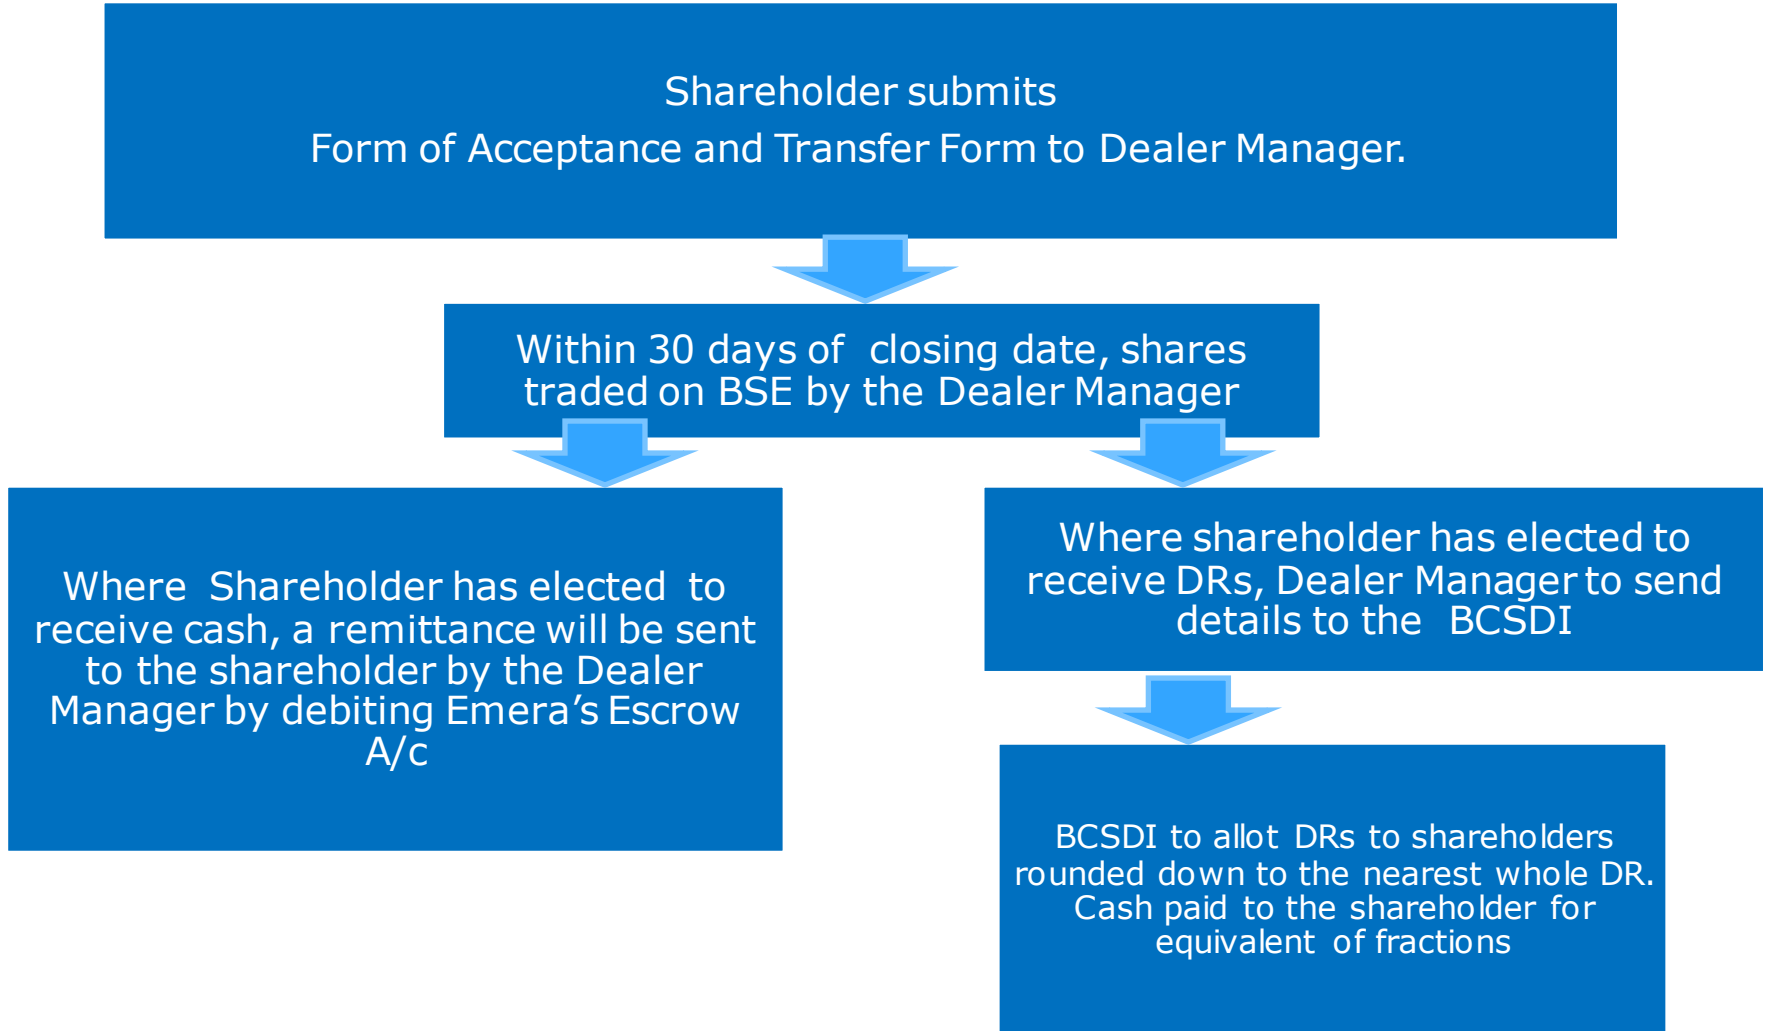 Shareholder submits
Form of Acceptance and Transfer Form to Dealer Manager.
Within 30 days of closing date, shares
traded on BSE by the Dealer Manager
Where Shareholder has elected to
receive cash, a remittance will be sent
to the shareholder by the Dealer
Manager by debiting Emera’s Escrow
A/c
Where shareholder has elected to
receive DRs, Dealer Manager to send
details to the BCSDI
BCSDI to allot DRs to shareholders
rounded down to the nearest whole DR.
Cash paid to the shareholder for
equivalent of fractions